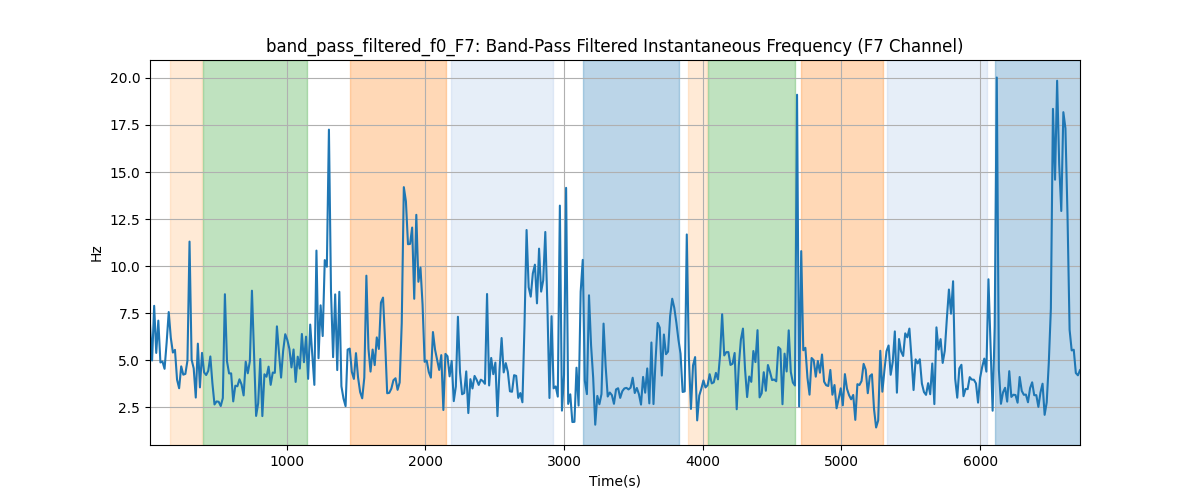 band_pass_filtered_f0_F7: Band-Pass Filtered Instantaneous Frequency (F7 Channel)
20.0
17.5
15.0
12.5
10.0
7.5
5.0
2.5
Hz
1000 2000 3000 4000 5000 6000
Time(s)